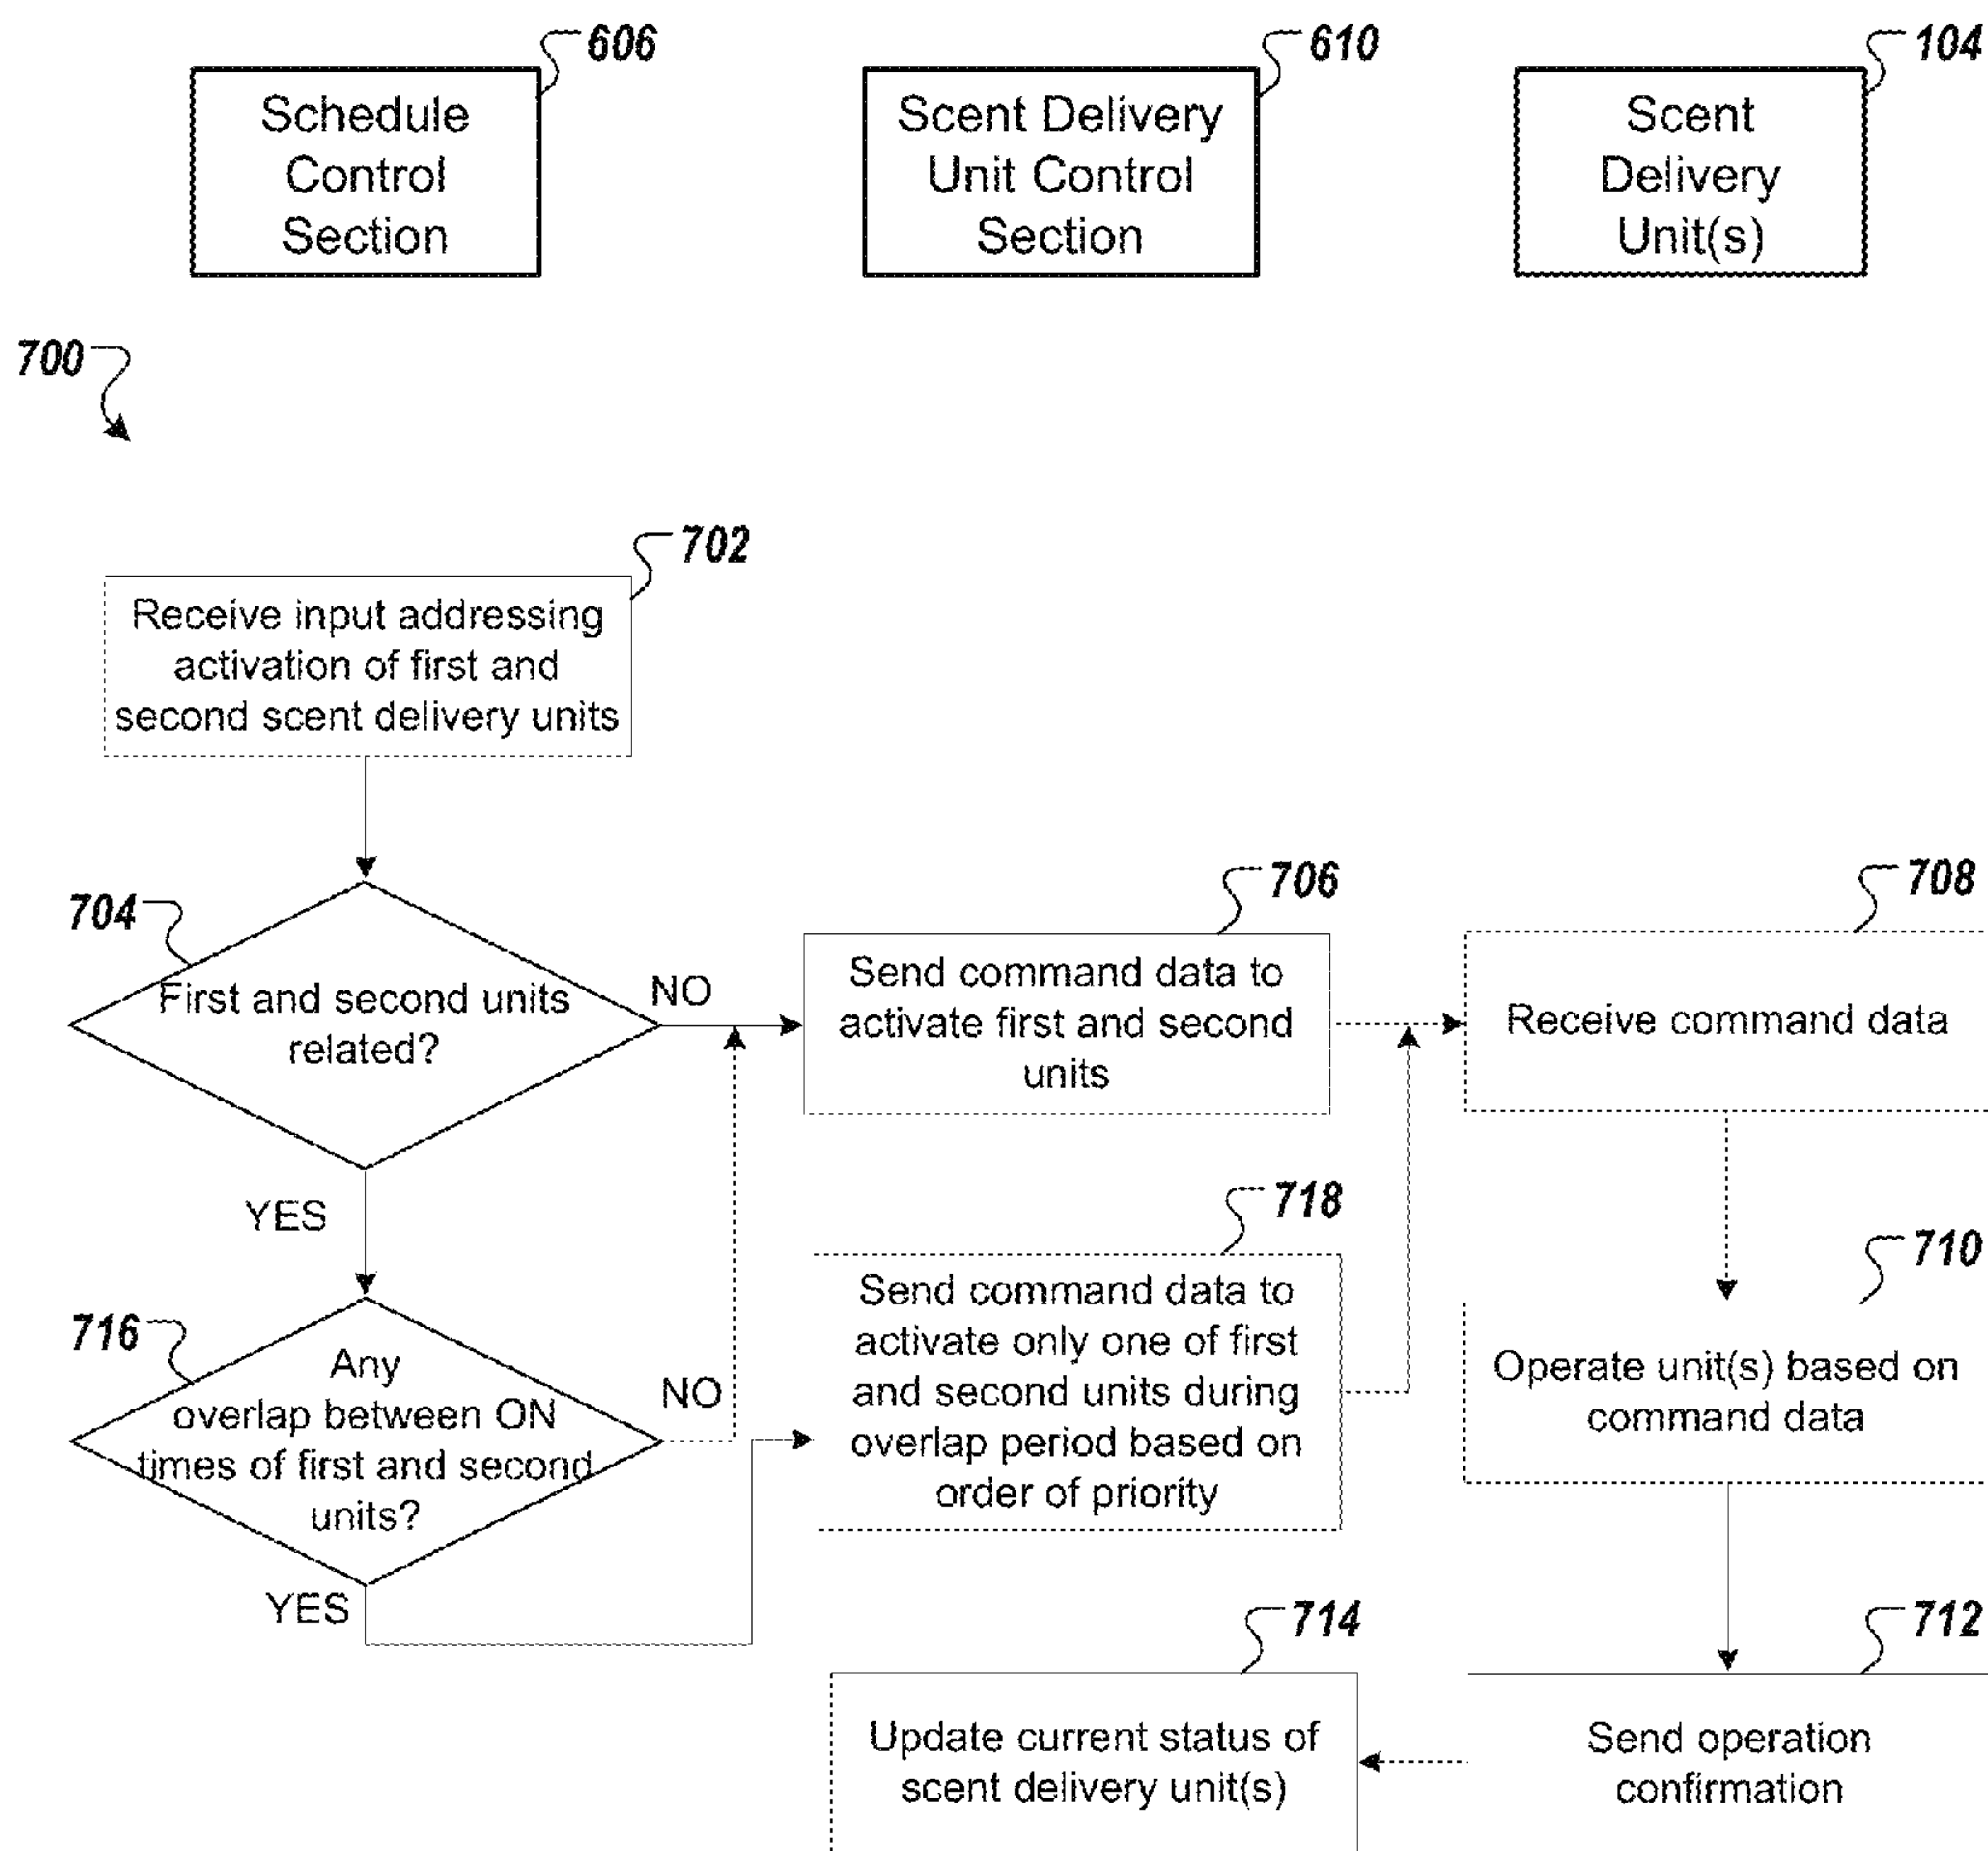 606
Schedule
Control
Section
610
Scent Delivery
Unit Control
Section
104
Scent
Delivery
Unit(s)
700
702
Receive input addressing
activation of first and
second scent delivery units
704
First and second units
related?
NO
YES
706
Send command data to
activate first and second
units
708
Receive command data
716
Any
overlap between ON
times of first and second
units?
NO
YES
718
Send command data to
activate only one of first
and second units during
overlap period based on
order of priority
710
Operate unit(s) based on
command data
714
Update current status of
scent delivery unit(s)
712
Send operation
confirmation